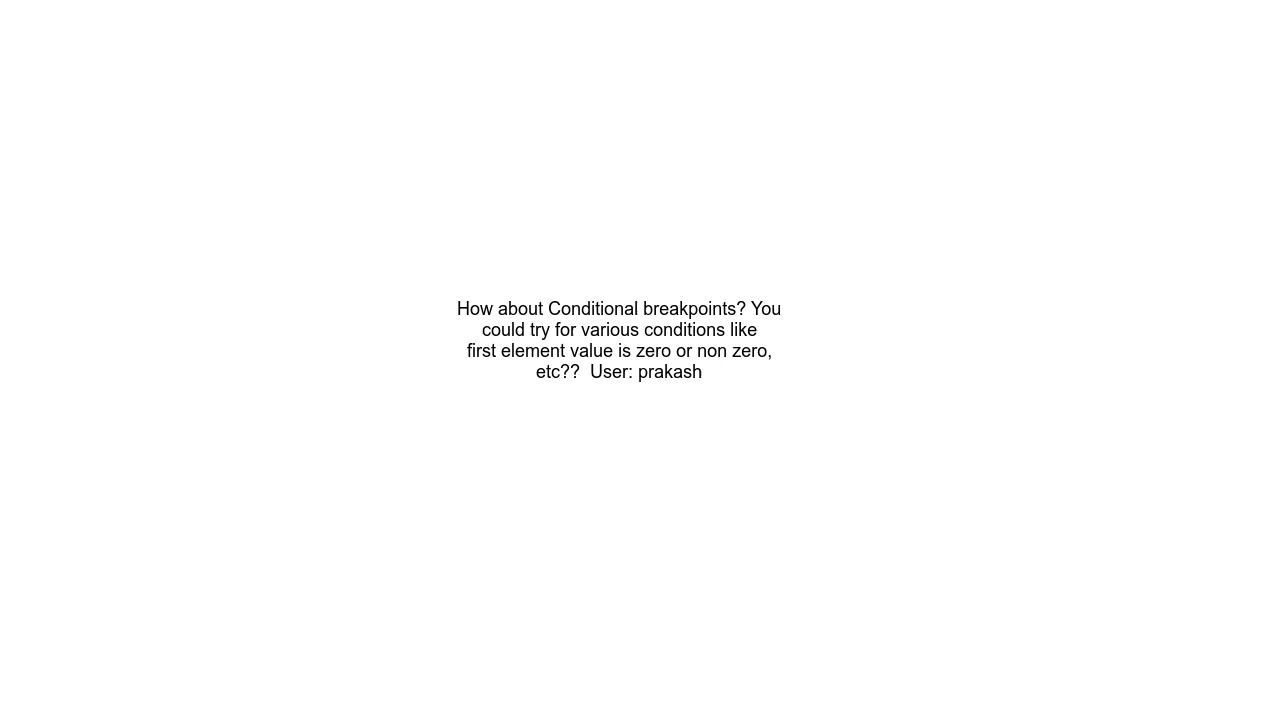 How about Conditional breakpoints? You
could try for various conditions like
first element value is zero or non zero,
etc??  User: prakash